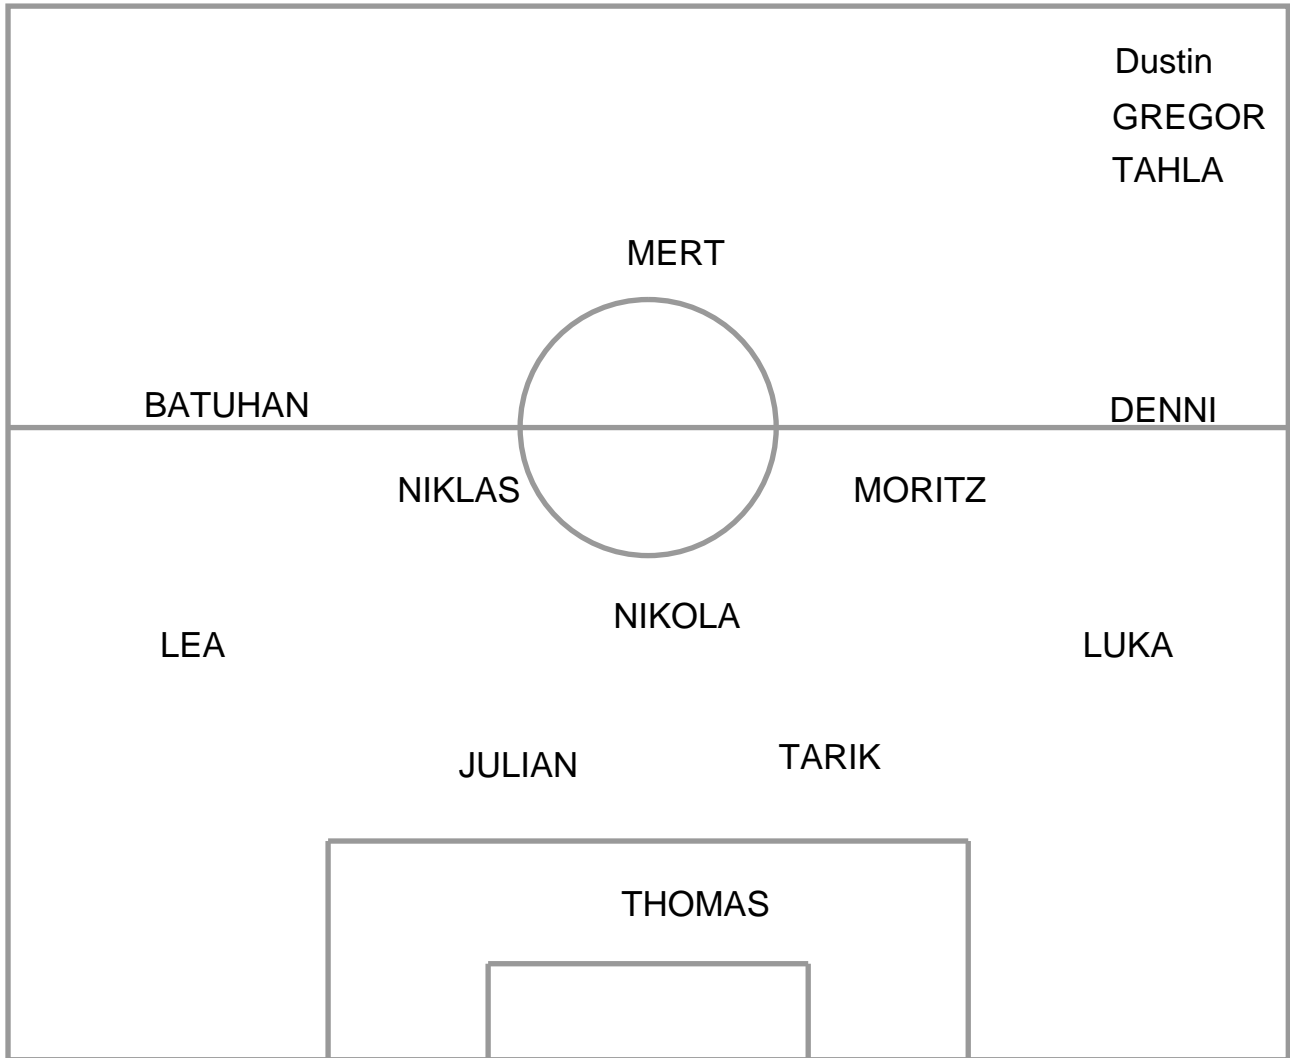 Dustin
GREGOR
TAHLA
MERT
BATUHAN
DENNI
NIKLAS
MORITZ
NIKOLA
LEA
LUKA
JULIAN
TARIK
THOMAS